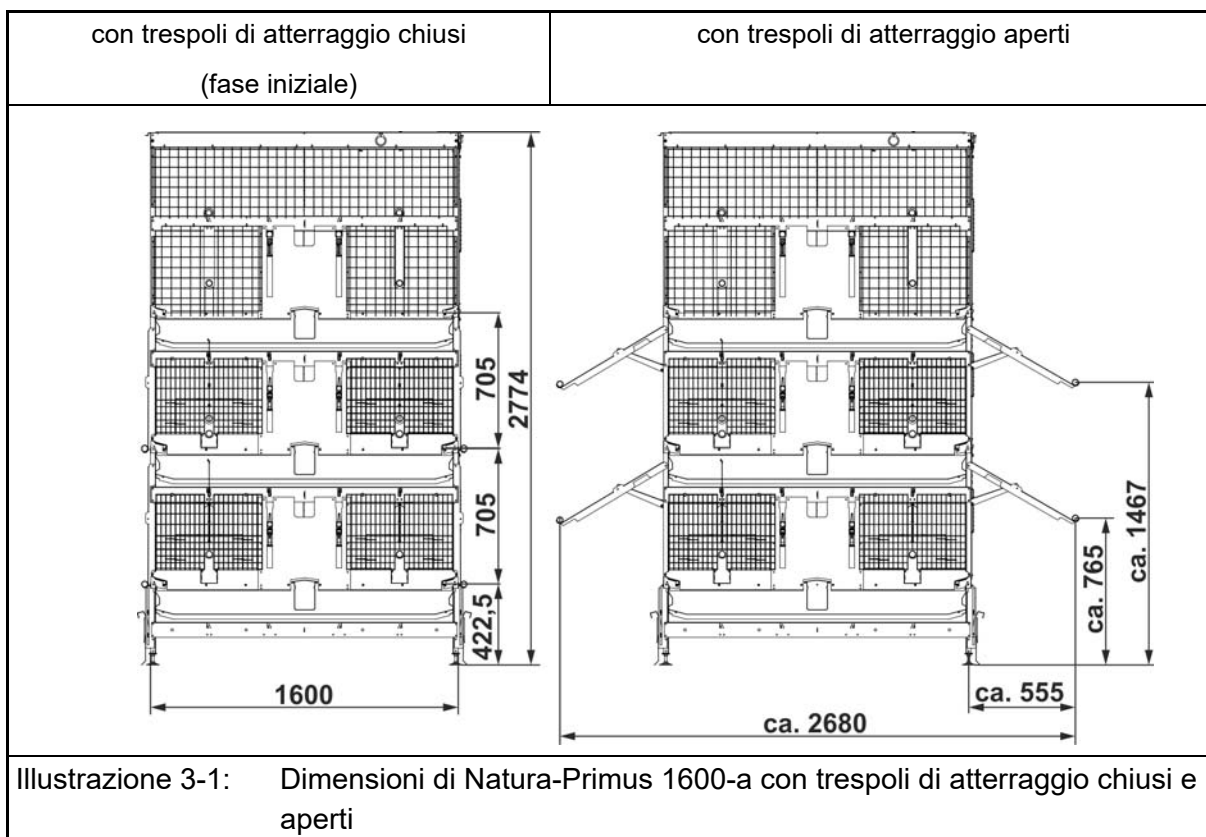 con trespoli di atterraggio chiusi
(fase iniziale)
con trespoli di atterraggio aperti
705
2774
705
422,5
1600
ca. 1467
ca. 765
ca. 555
ca. 2680
Illustrazione 3-1: Dimensioni di Natura-Primus 1600-a con trespoli di atterraggio chiusi e
aperti